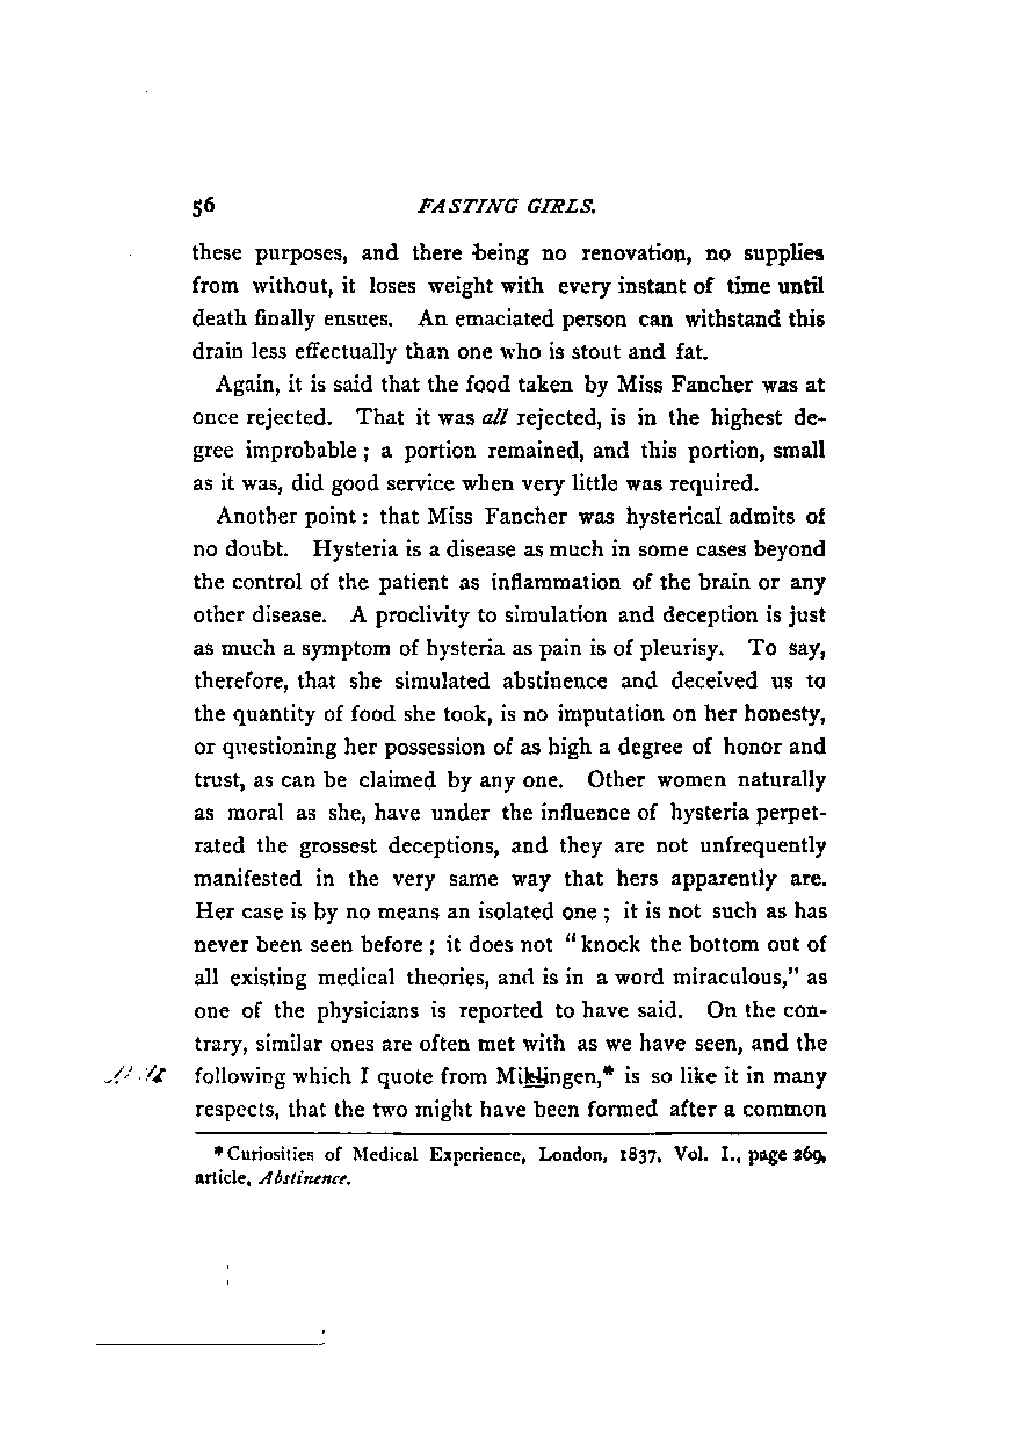 56 FASTING GIRLS.
these purposes, and there being no renovation, no supplies
from without, it loses weight with every instant of time until
death finally ensues. An emaciated person can withstand this
drain less effectually than one who is stout and fat.
Again, it is said that the food taken by Miss Fancher was at
once rejected. That it was all rejected, is in the highest de-
gree improbable; a portion remained, and this portion, small
as it was, did good service when very little was required.
Another point: that Miss Fancher was hysterical admits of
no doubt. Hysteria is a disease as much in some cases beyond
the control of the patient as inflammation of the brain or any
other disease. A proclivity to simulation and deception is just
as much a symptom of hysteria as pain is of pleurisy. To say,
therefore, that she simulated abstinence and deceived us to
the quantity of food she took, is no imputation on her honesty,
or questioning her possession of as high a degree of honor and
trust, as can be claimed by any one. Other women naturally
as moral as she, have under the influence of hysteria perpet-
rated the grossest deceptions, and they are not unfrequently
manifested in the very same way that hers apparently are.
Her case is by no means an isolated one; it is not such as has
never been seen before; it does not "knock the bottom out of
all existing medical theories, and is in a word miraculous," as
one of the physicians is reported to have said. On the con-
trary, similar ones are often met with as we have seen, and the
following which I quote from Miklingen,* is so like it in many
respects, that the two might have been formed after a common
*Curiosities of Medical Experience, London, 1837, Vol. I., page 269,
article, Abstinence.